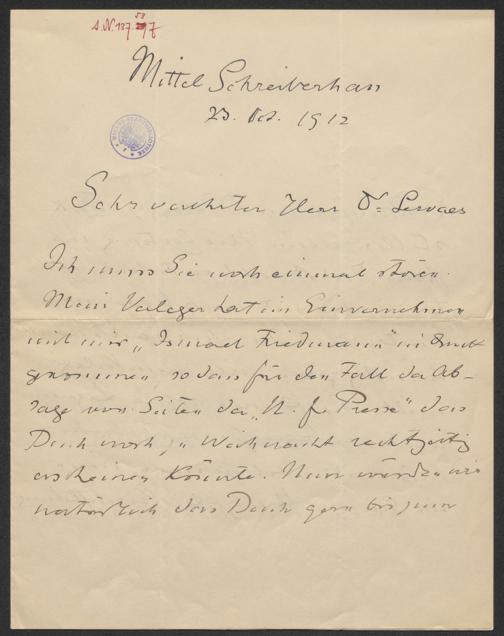 Mittel Schreiberhau
23. Oct. 1912
Sehr verehrter Herr Dr Servaes
Ich muss Sie noch einmal stören.
Mein Verleger hat im Einvernehmen
mit mir „Ismael Friedmann" in Druck
genommen, so dass für den Fall der Ab-
sage von Seiten der „N. fr. Presse" das
Buch noch zu Weihnacht rechtzeitig
erscheinen könnte. Nun würden wir
natürlich das Buch gern bis zum